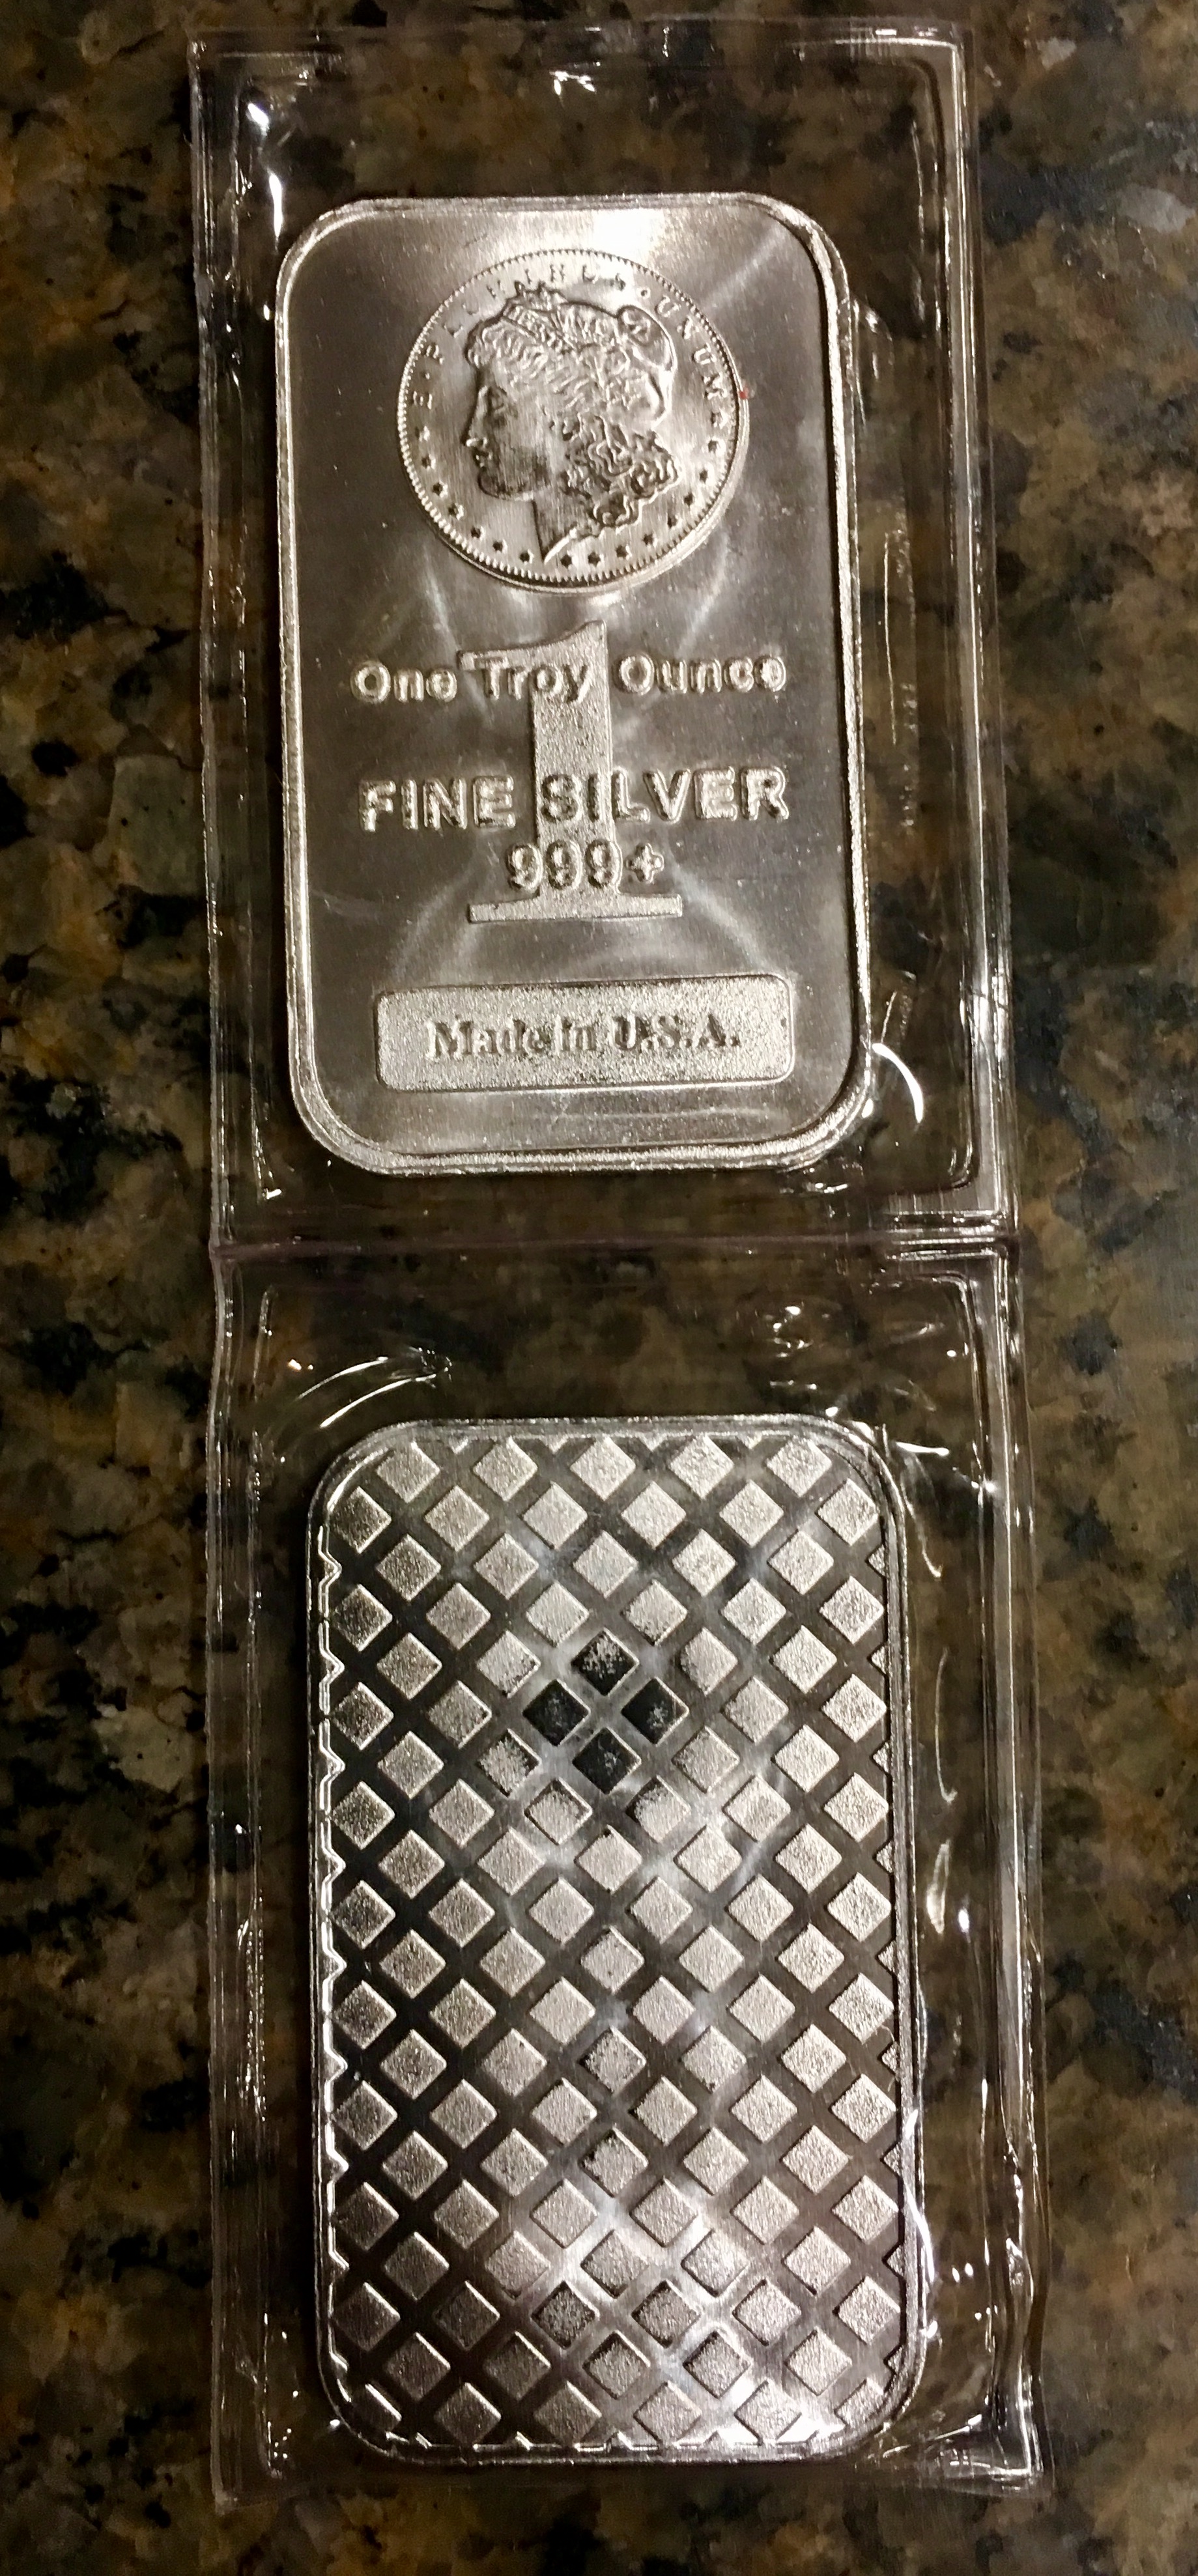 E·PLURIBUS·UNUM
1
One Troy Ounce
FINE SILVER
999+
Made in U.S.A.